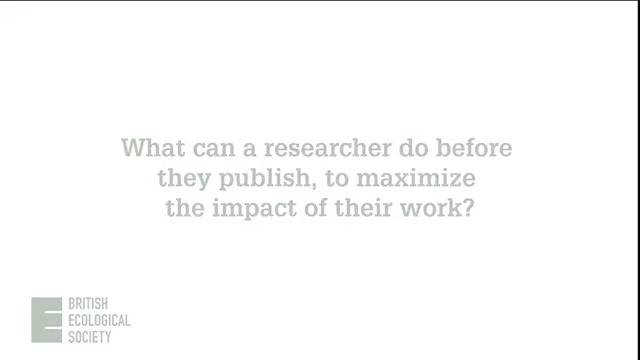 What can a researcher do before
they publish, to maximize
the impact of their work?
BRITISH
ECOLOGICAL
SOCIETY